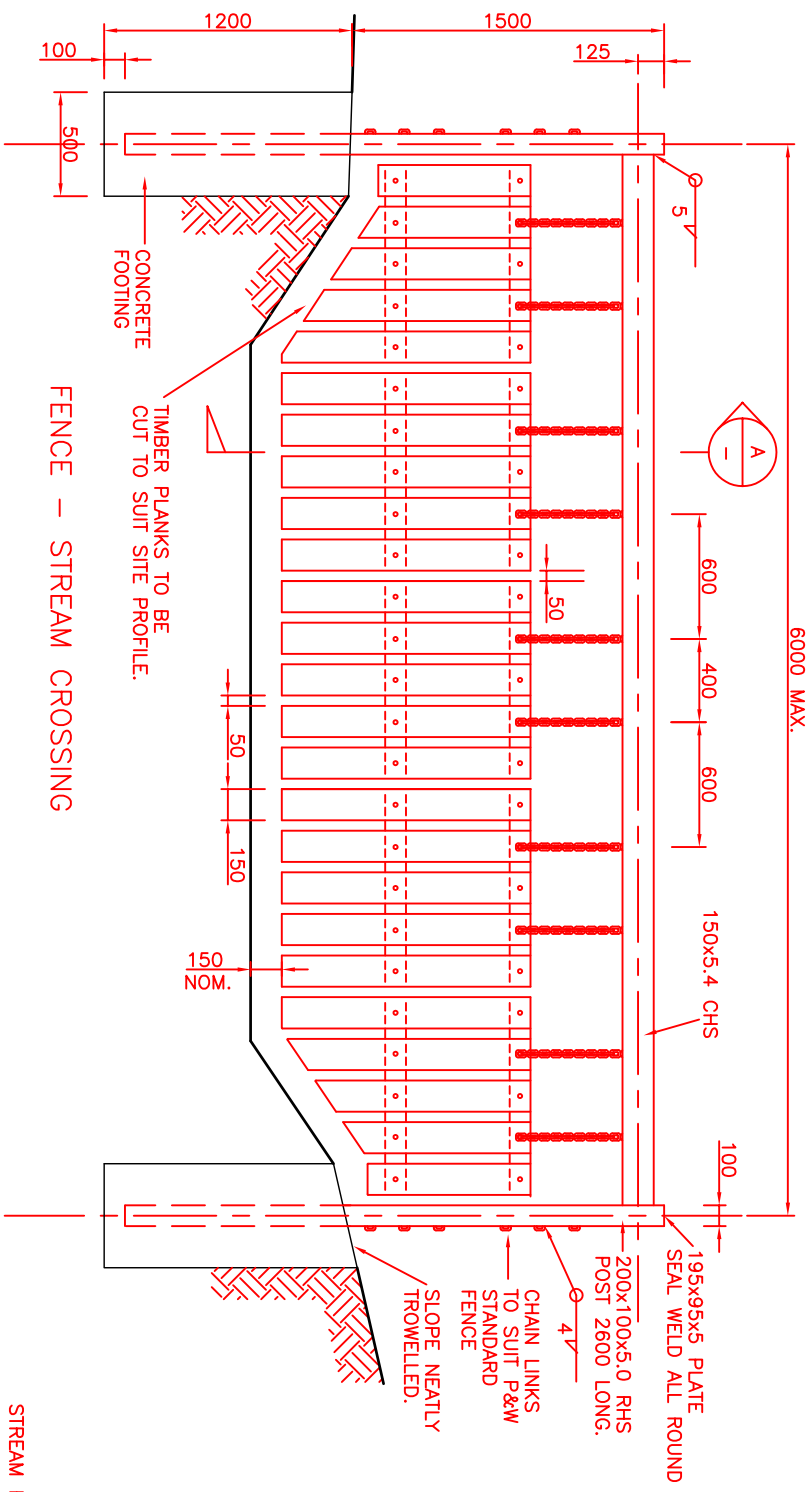 6000 MAX.
1200
1500
100
125
500
5
A
–
600
400
600
50
150x5.4 CHS
100
195x95x5 PLATE
SEAL WELD ALL ROUND
200x100x5.0 RHS
POST 2600 LONG.
4
CHAIN LINKS
TO SUIT P&W
STANDARD
FENCE
SLOPE NEATLY
TROWELLED.
CONCRETE
FOOTING
TIMBER PLANKS TO BE
CUT TO SUIT SITE PROFILE.
50
150
150
NOM.
FENCE – STREAM CROSSING
STREAM